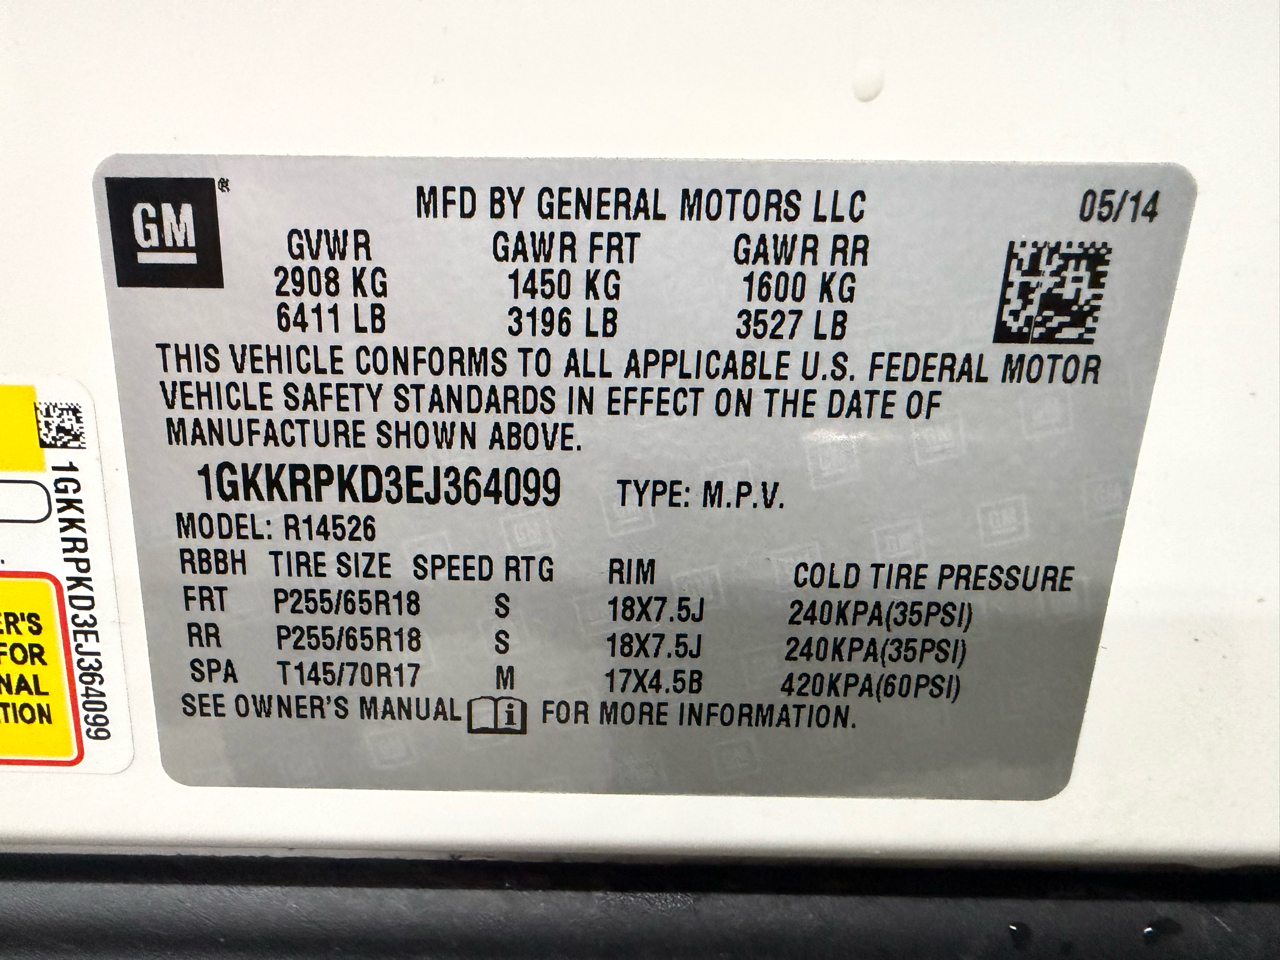 GM®
MFD BY GENERAL MOTORS LLC 05/14
GVWR GAWR FRT GAWR RR
2908 KG 1450 KG 1600 KG
6411 LB 3196 LB 3527 LB
THIS VEHICLE CONFORMS TO ALL APPLICABLE U.S. FEDERAL MOTOR
VEHICLE SAFETY STANDARDS IN EFFECT ON THE DATE OF
MANUFACTURE SHOWN ABOVE.
1GKKRPKD3EJ364099 TYPE: M.P.V.
MODEL: R14526
RBBH TIRE SIZE SPEED RTG RIM COLD TIRE PRESSURE
FRT P255/65R18 S 18X7.5J 240KPA(35PSI)
RR P255/65R18 S 18X7.5J 240KPA(35PSI)
SPA T145/70R17 M 17X4.5B 420KPA(60PSI)
SEE OWNER'S MANUAL i FOR MORE INFORMATION.
1GKKRPKD3EJ364099
ER'S
FOR
NAL
TION